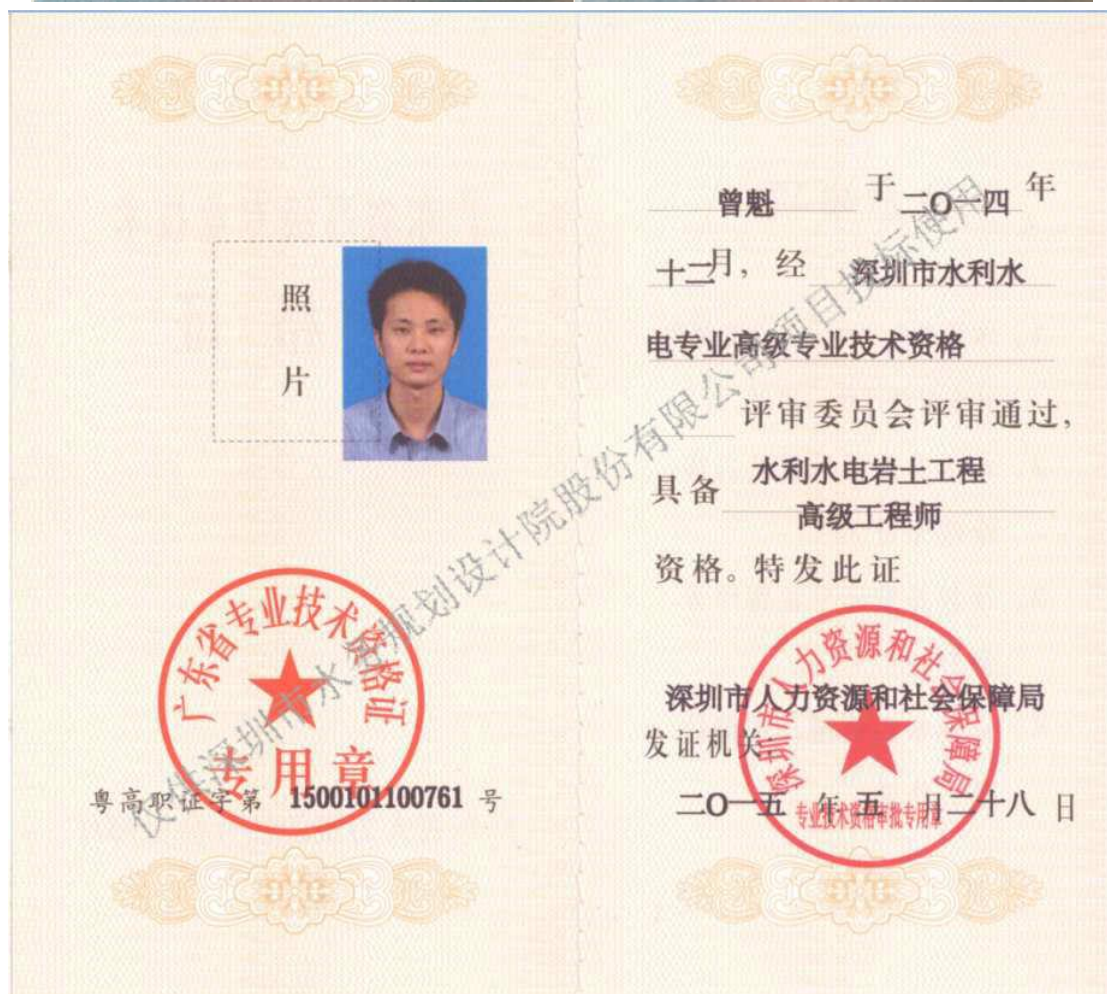 照
片
广东省专业技术资格证
专用章
粤高职证字第 1500101100761 号
曾魁 于 二〇一四 年
十二月，经 深圳市水利水
电专业高级专业技术资格
评审委员会评审通过，
具备 水利水电岩土工程
高级工程师
资格。特发此证
深圳市人力资源和社会保障局
深圳市人力资源和社会保障局
发证机关：
二〇一五 年 五 月二十八 日
专业技术资格审批专用章
仅供深圳市水务规划设计院股份有限公司项目投标使用